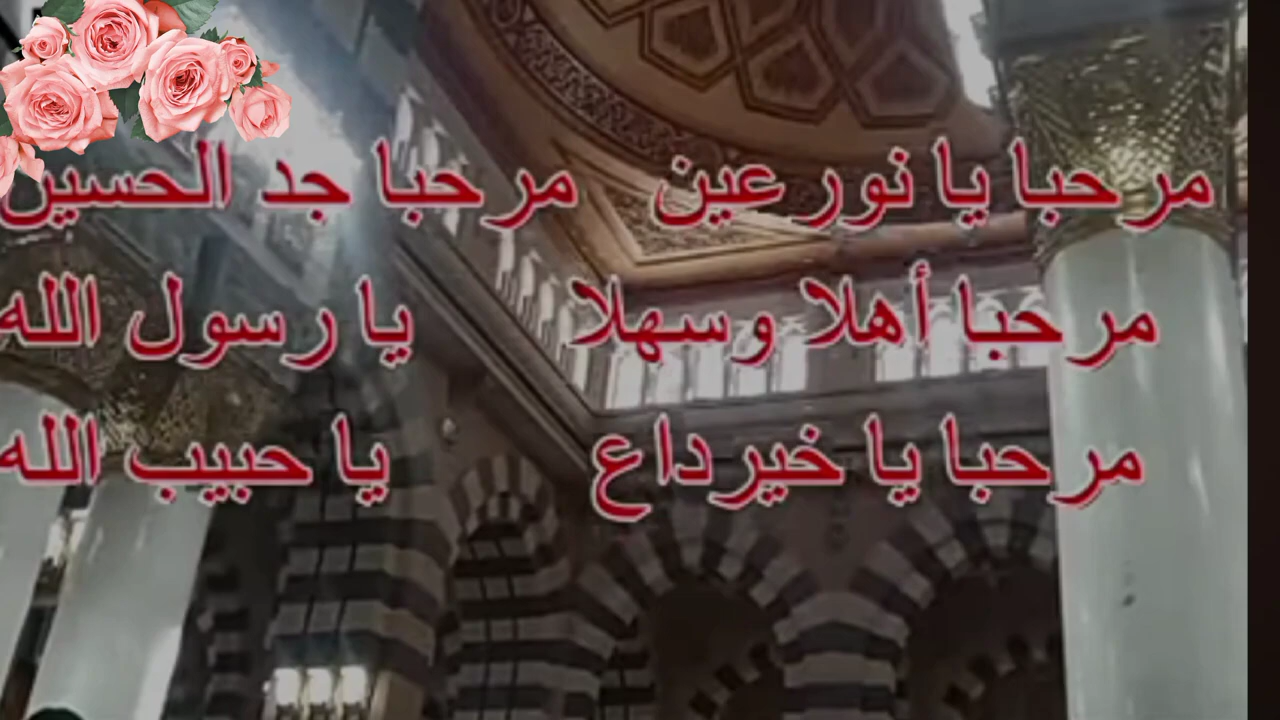 مرحبا يا نور عين مرحبا جد الحسين
مرحبا أهلا وسهلا يا رسول الله
مرحبا يا خير داع يا حبيب الله